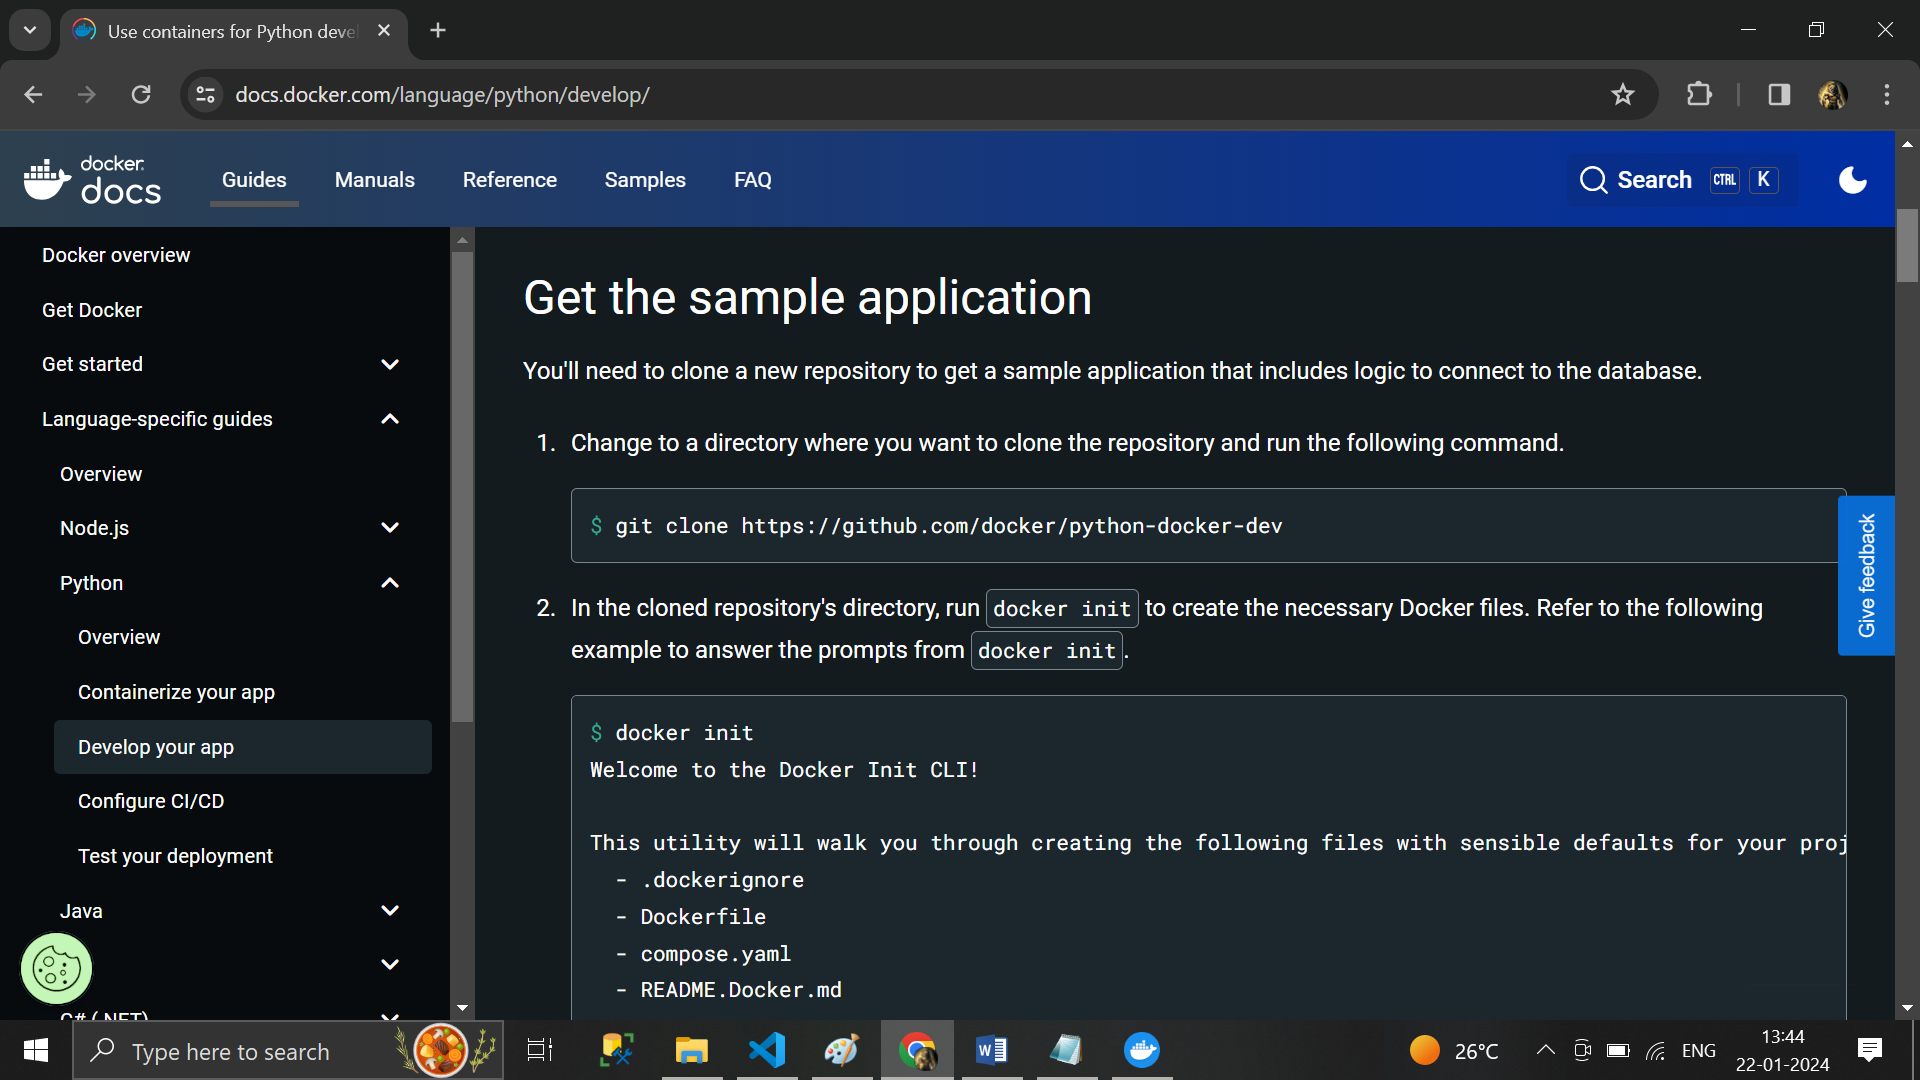 Use containers for Python deve
docs.docker.com/language/python/develop/
docker
docs
Guides
Manuals
Reference
Samples
FAQ
Search CTRL K
Docker overview
Get Docker
Get started
Language-specific guides
Overview
Node.js
Python
Overview
Containerize your app
Develop your app
Configure CI/CD
Test your deployment
Java
C# (.NET)
Get the sample application
You'll need to clone a new repository to get a sample application that includes logic to connect to the database.
1. Change to a directory where you want to clone the repository and run the following command.
$ git clone https://github.com/docker/python-docker-dev
2. In the cloned repository's directory, run docker init to create the necessary Docker files. Refer to the following
example to answer the prompts from docker init.
$ docker init
Welcome to the Docker Init CLI!
This utility will walk you through creating the following files with sensible defaults for your proj
- .dockerignore
- Dockerfile
- compose.yaml
- README.Docker.md
Give feedback
Type here to search
26°C
ENG
13:44
22-01-2024